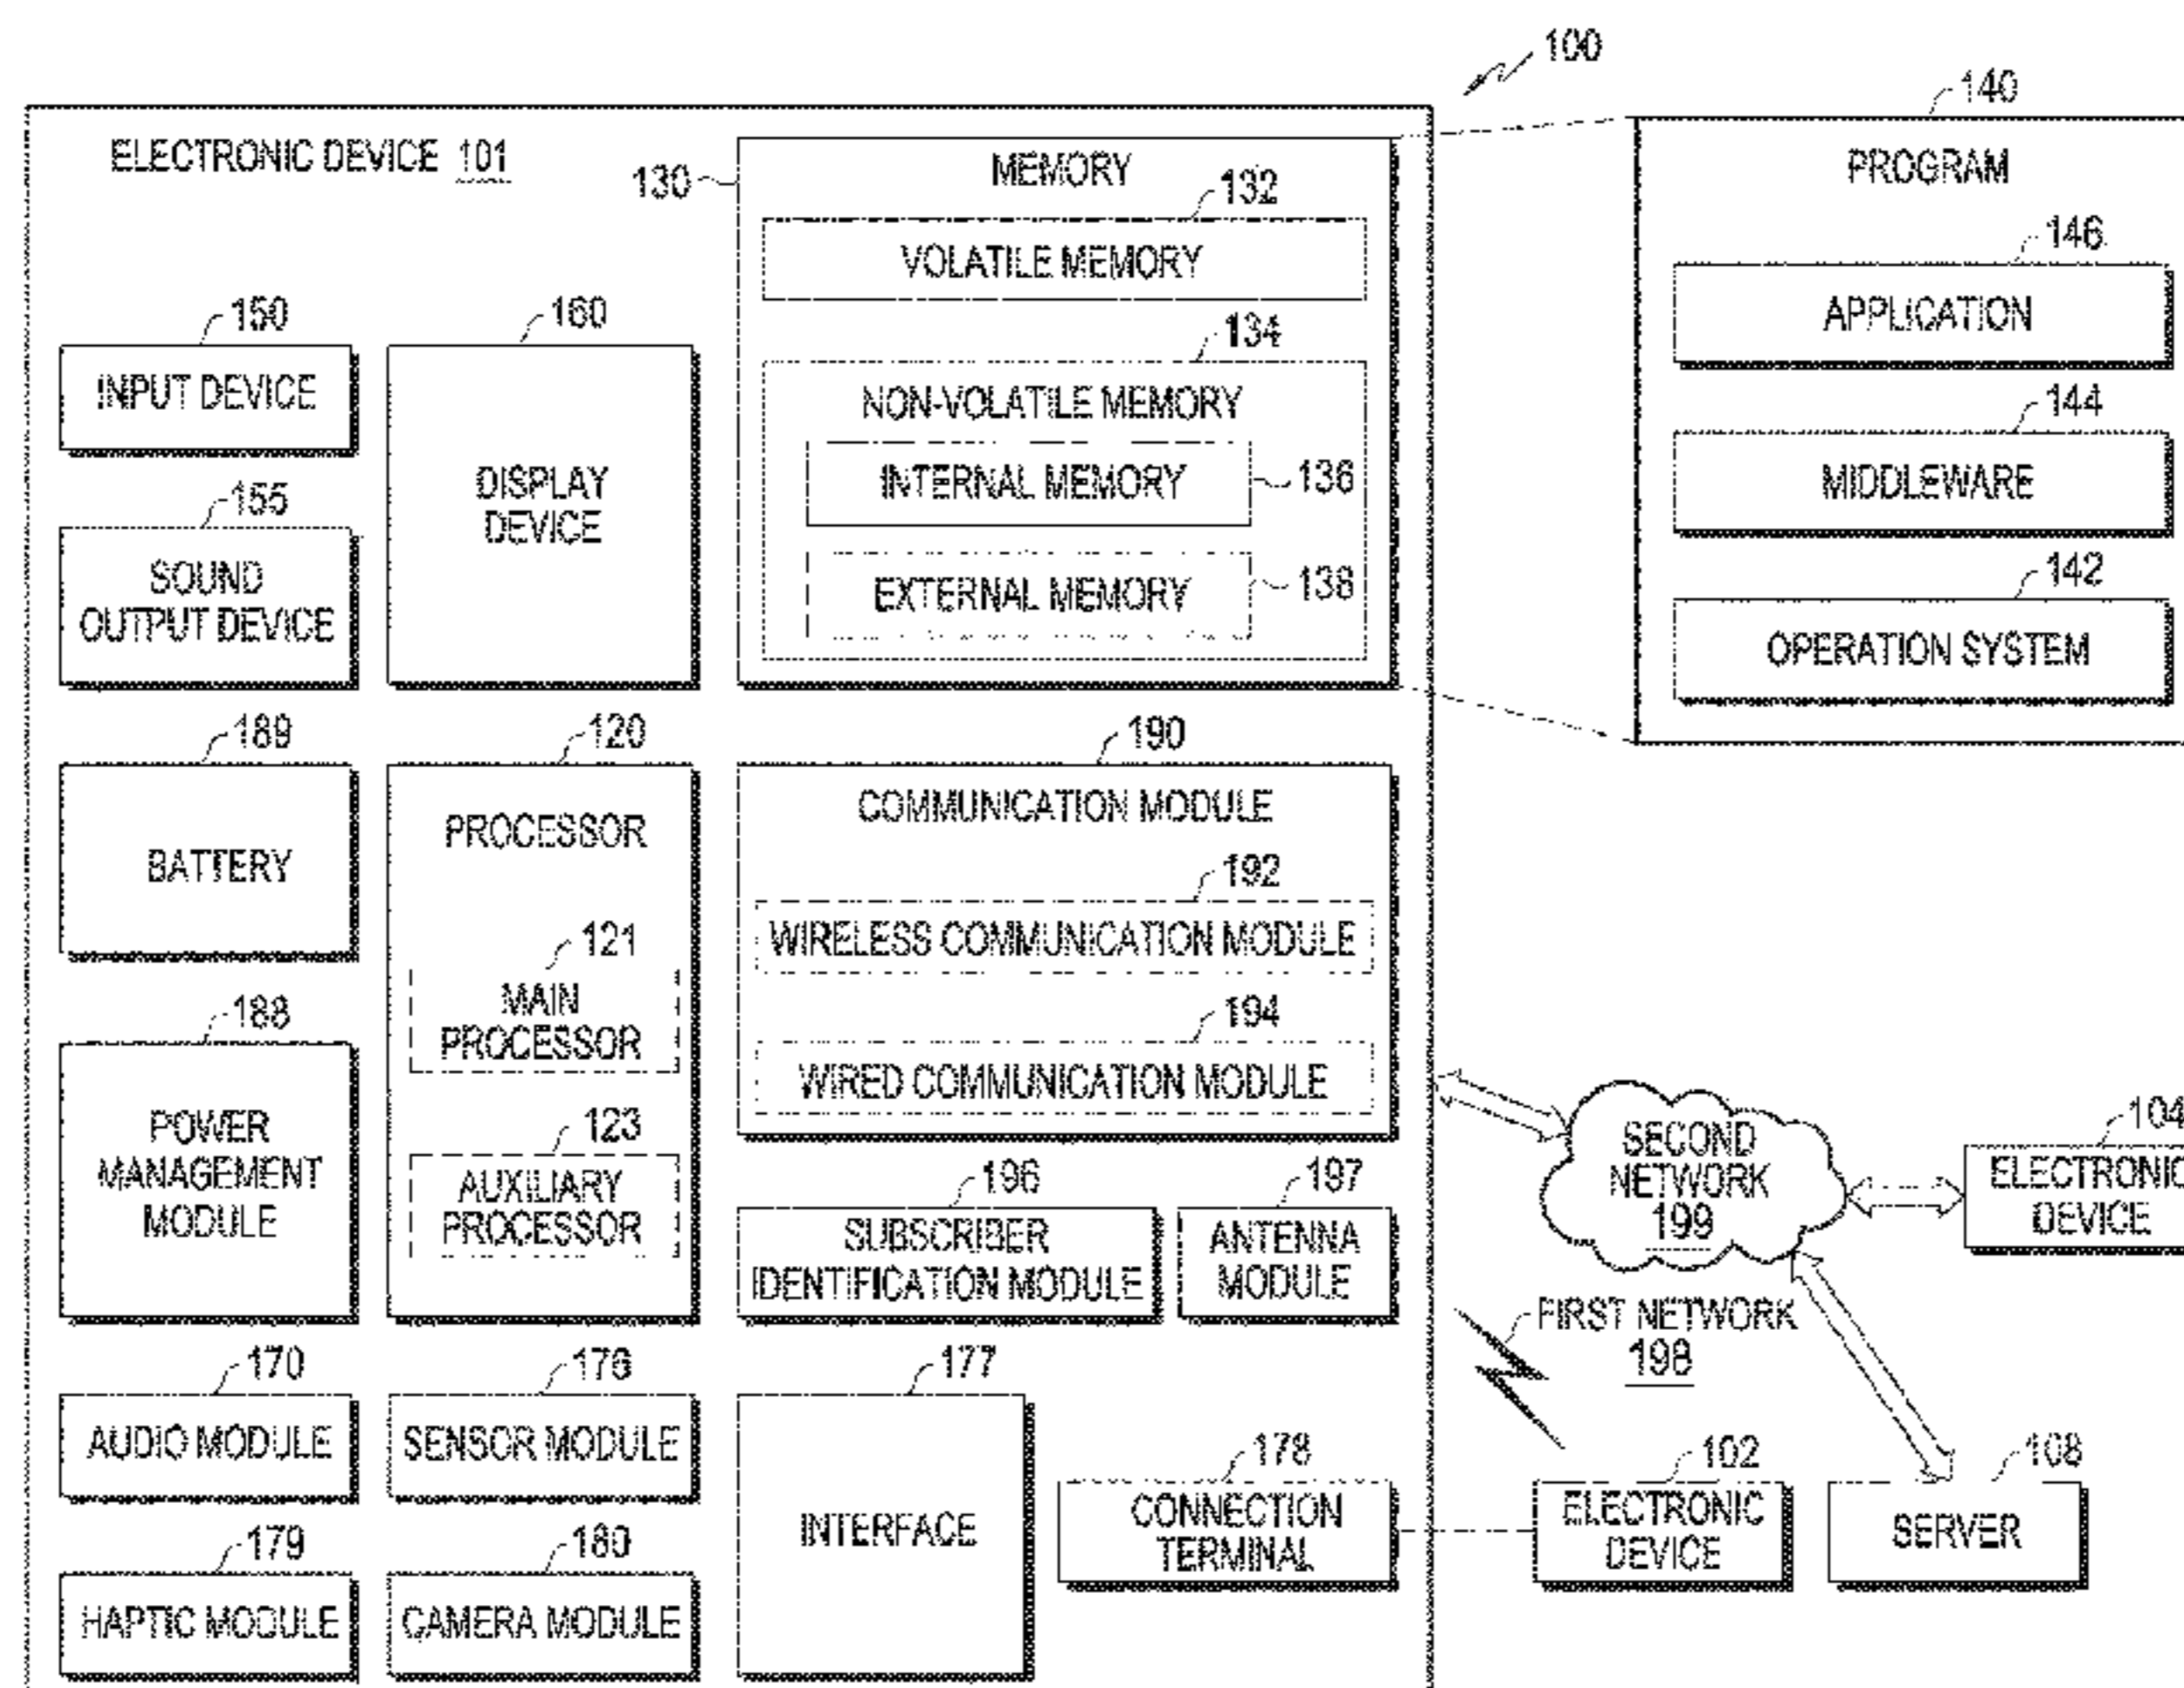 100
ELECTRONIC DEVICE 101
130
MEMORY
132
VOLATILE MEMORY
134
NON-VOLATILE MEMORY
INTERNAL MEMORY
136
EXTERNAL MEMORY
138
140
PROGRAM
146
APPLICATION
144
MIDDLEWARE
142
OPERATION SYSTEM
150
INPUT DEVICE
160
DISPLAY
DEVICE
155
SOUND
OUTPUT DEVICE
189
BATTERY
120
PROCESSOR
121
MAIN
PROCESSOR
123
AUXILIARY
PROCESSOR
190
COMMUNICATION MODULE
192
WIRELESS COMMUNICATION MODULE
194
WIRED COMMUNICATION MODULE
188
POWER
MANAGEMENT
MODULE
196
SUBSCRIBER
IDENTIFICATION MODULE
197
ANTENNA
MODULE
SECOND
NETWORK
199
104
ELECTRONIC
DEVICE
FIRST NETWORK
198
170
AUDIO MODULE
176
SENSOR MODULE
177
INTERFACE
178
CONNECTION
TERMINAL
102
ELECTRONIC
DEVICE
108
SERVER
179
HAPTIC MODULE
180
CAMERA MODULE